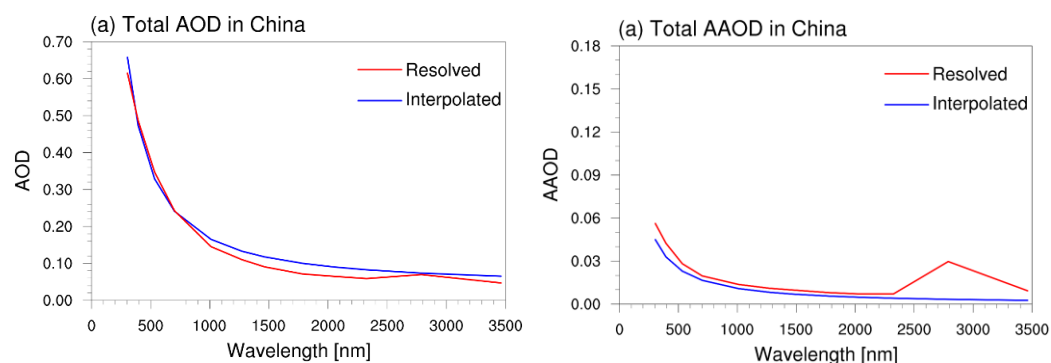 (a) Total AOD in China
0.70
0.60
0.50
0.40
0.30
0.20
0.10
0.00
AOD
Resolved
Interpolated
0 500 1000 1500 2000 2500 3000 3500
Wavelength [nm]
(a) Total AAOD in China
0.18
0.15
0.12
0.09
0.06
0.03
0.00
AAOD
Resolved
Interpolated
0 500 1000 1500 2000 2500 3000 3500
Wavelength [nm]